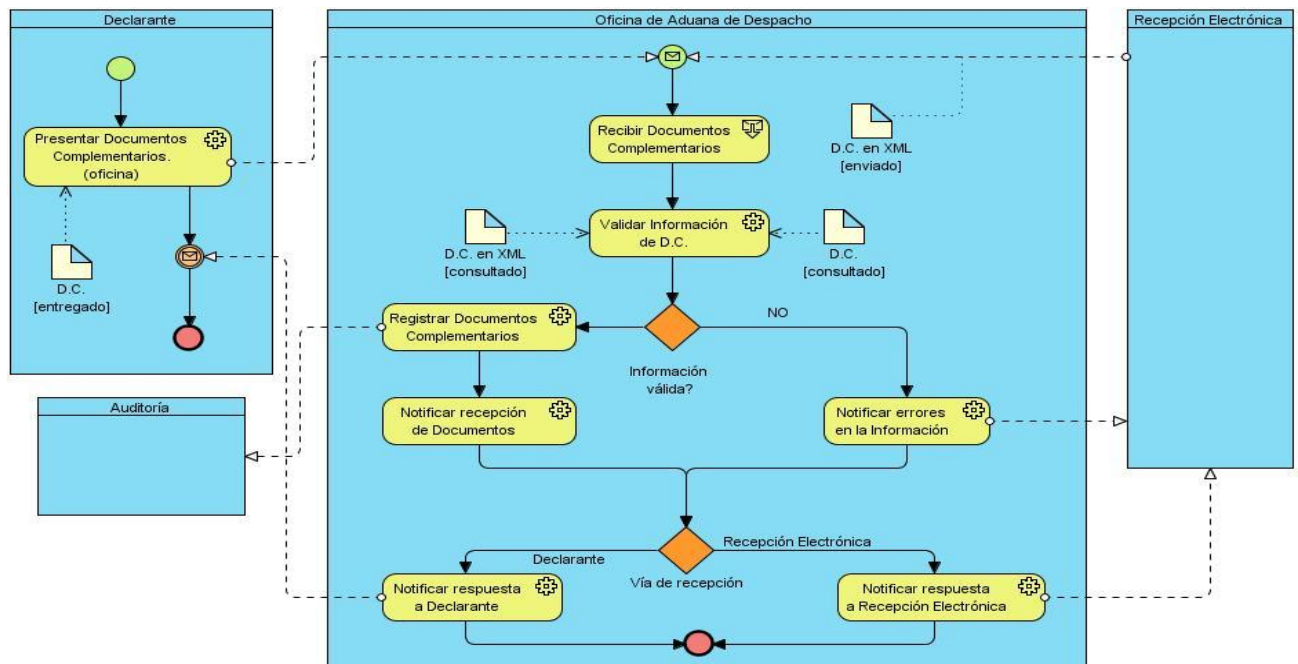 Declarante
Oficina de Aduana de Despacho
Recepción Electrónica
Presentar Documentos
Complementarios.
(oficina)
D.C.
[entregado]
Recibir Documentos
Complementarios
D.C. en XML
[enviado]
Validar Información
de D.C.
D.C. en XML
[consultado]
D.C.
[consultado]
Registrar Documentos
Complementarios
NO
Información
válida?
Auditoría
Notificar recepción
de Documentos
Notificar errores
en la Información
Declarante
Recepción Electrónica
Vía de recepción
Notificar respuesta
a Declarante
Notificar respuesta
a Recepción Electrónica